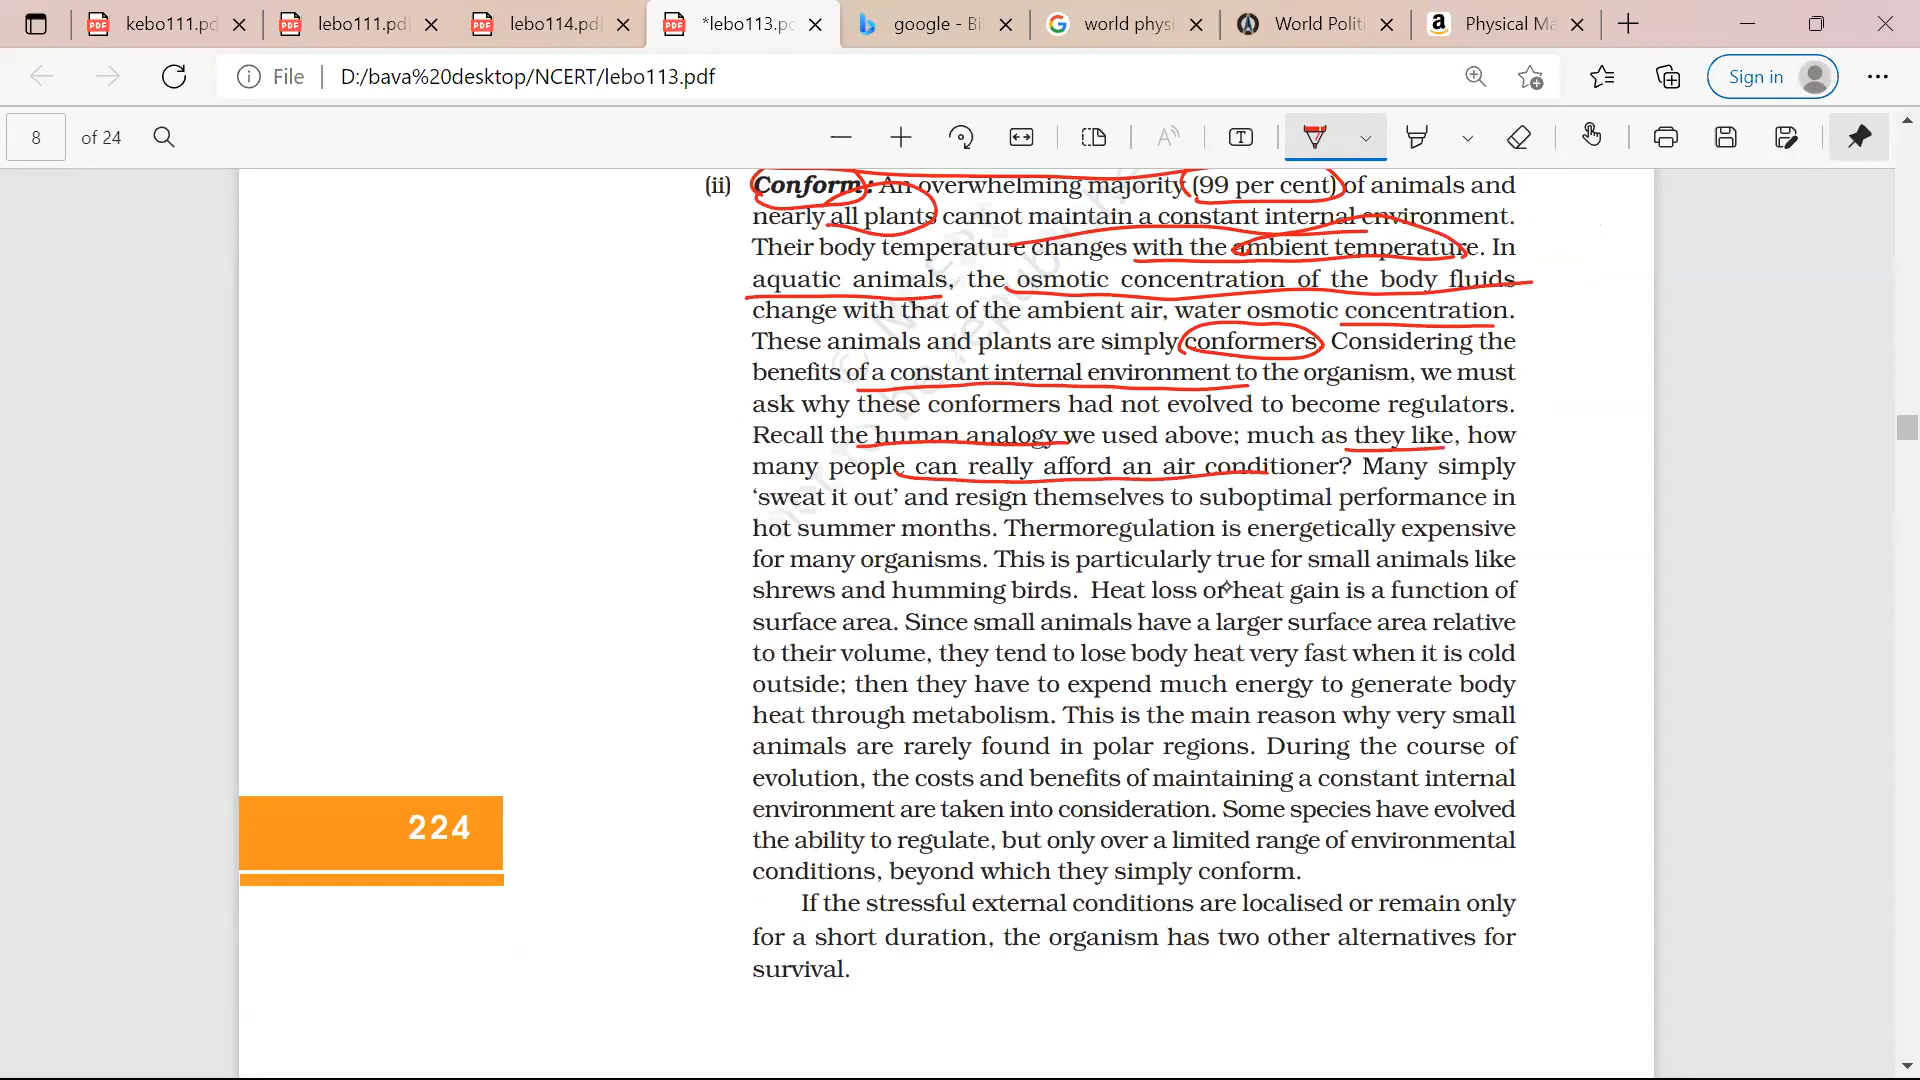 kebo111.pd
lebo111.pdf
lebo114.pdf
*lebo113.pd
google - Bi
world physi
World Politi
Physical Ma
File
D:/bava%20desktop/NCERT/lebo113.pdf
Sign in
8 of 24
(ii) Conform: An overwhelming majority (99 per cent) of animals and
nearly all plants cannot maintain a constant internal environment.
Their body temperature changes with the ambient temperature. In
aquatic animals, the osmotic concentration of the body fluids
change with that of the ambient air, water osmotic concentration.
These animals and plants are simply conformers. Considering the
benefits of a constant internal environment to the organism, we must
ask why these conformers had not evolved to become regulators.
Recall the human analogy we used above; much as they like, how
many people can really afford an air conditioner? Many simply
‘sweat it out’ and resign themselves to suboptimal performance in
hot summer months. Thermoregulation is energetically expensive
for many organisms. This is particularly true for small animals like
shrews and humming birds. Heat loss or heat gain is a function of
surface area. Since small animals have a larger surface area relative
to their volume, they tend to lose body heat very fast when it is cold
outside; then they have to expend much energy to generate body
heat through metabolism. This is the main reason why very small
animals are rarely found in polar regions. During the course of
evolution, the costs and benefits of maintaining a constant internal
environment are taken into consideration. Some species have evolved
the ability to regulate, but only over a limited range of environmental
conditions, beyond which they simply conform.
224
If the stressful external conditions are localised or remain only
for a short duration, the organism has two other alternatives for
survival.